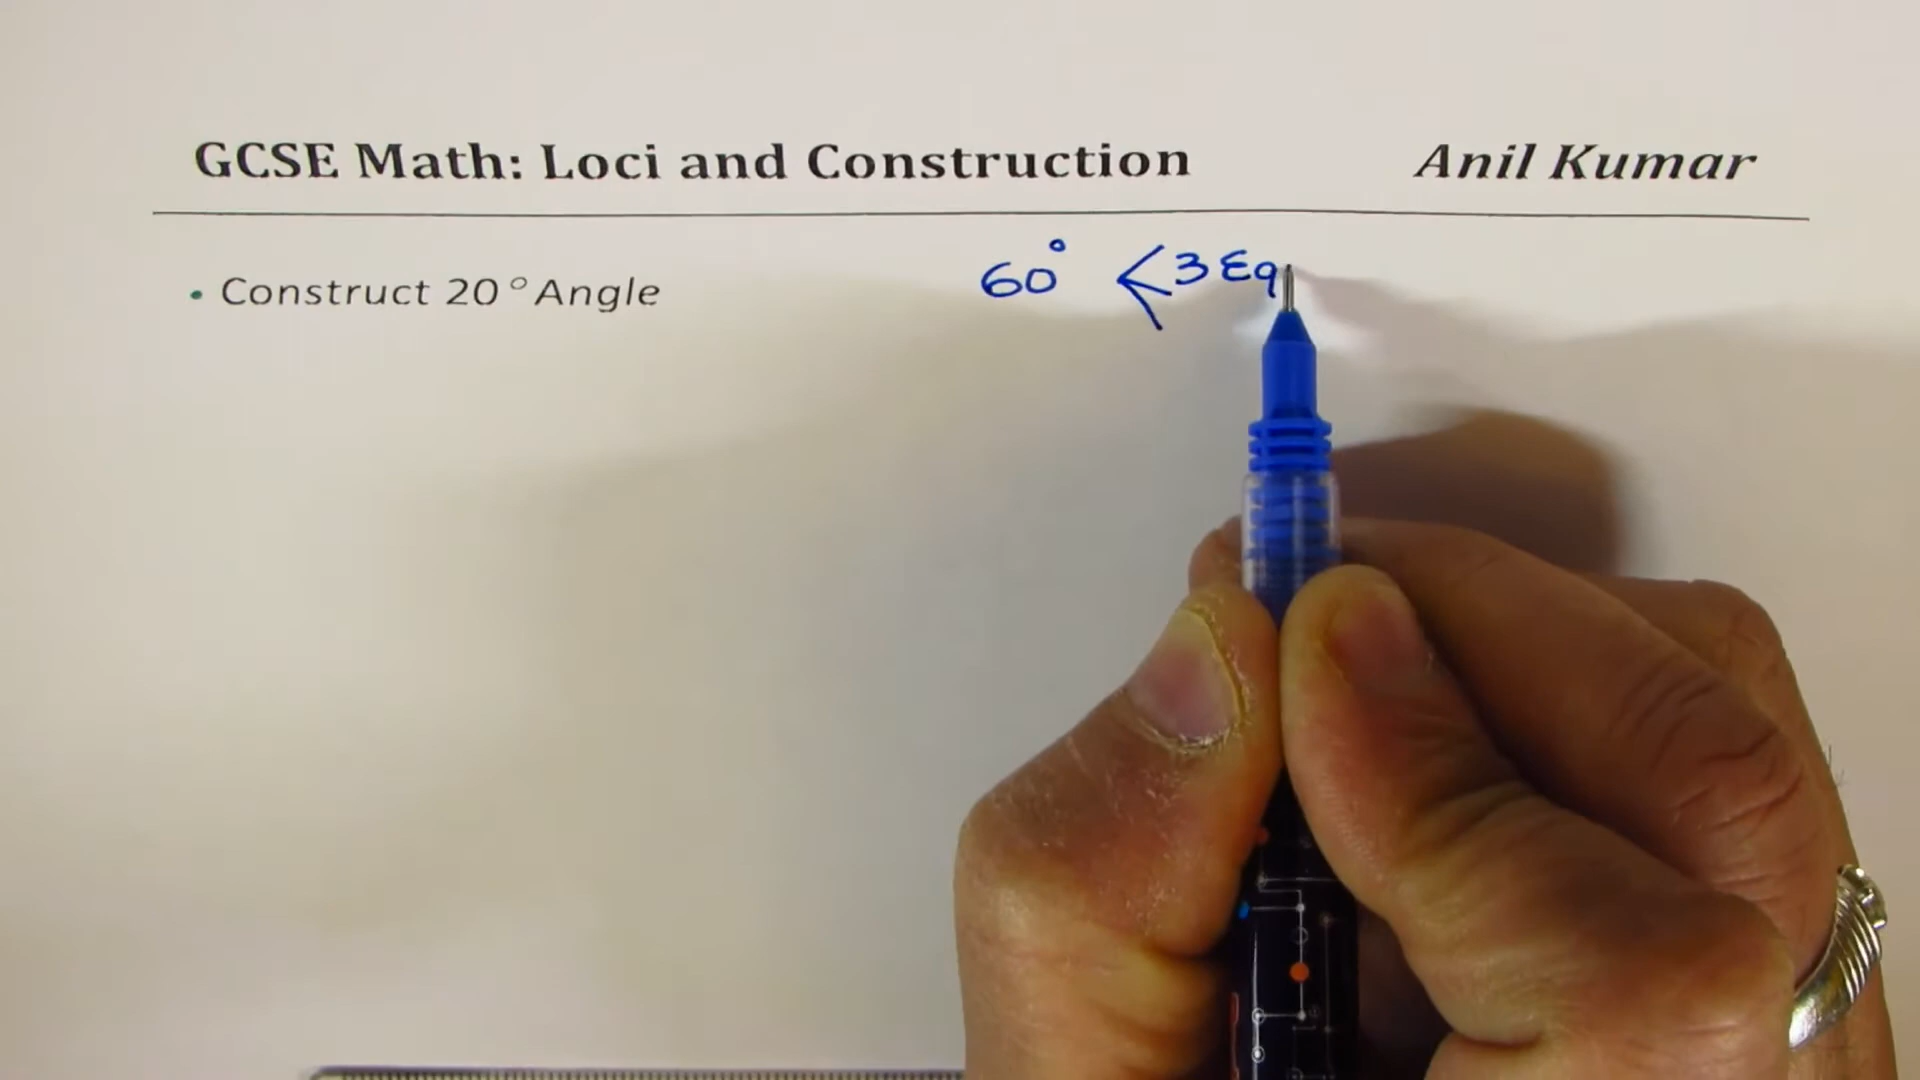 GCSE Math: Loci and Construction Anil Kumar
• Construct 20° Angle 60° < 3 Eq